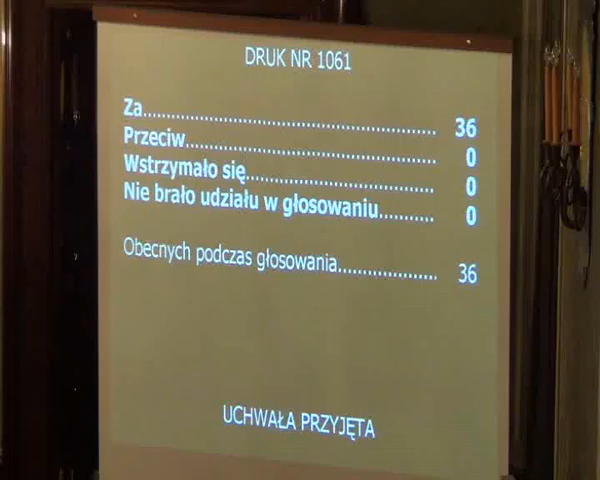 DRUK NR 1061
Za.................................................... 36
Przeciw............................................. 0
Wstrzymało się.................................. 0
Nie brało udziału w głosowaniu.......... 0
Obecnych podczas głosowania................... 36
UCHWAŁA PRZYJĘTA